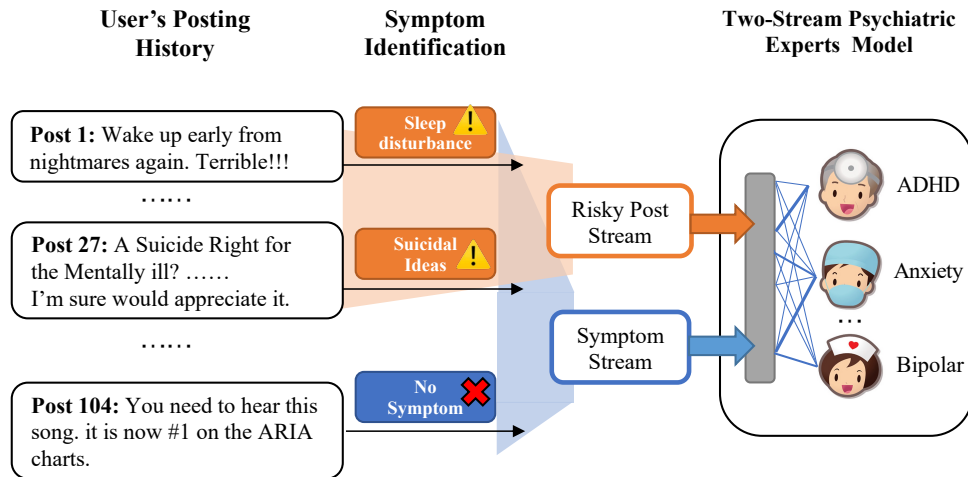 User's Posting
History
Symptom
Identification
Two-Stream Psychiatric
Experts Model
Post 1: Wake up early from
nightmares again. Terrible!!!
Sleep
disturbance
……
Post 27: A Suicide Right for
the Mentally ill? ……
I'm sure would appreciate it.
Suicidal
Ideas
……
Post 104: You need to hear this
song. it is now #1 on the ARIA
charts.
No
Symptom
Risky Post
Stream
Symptom
Stream
ADHD
Anxiety
...
Bipolar